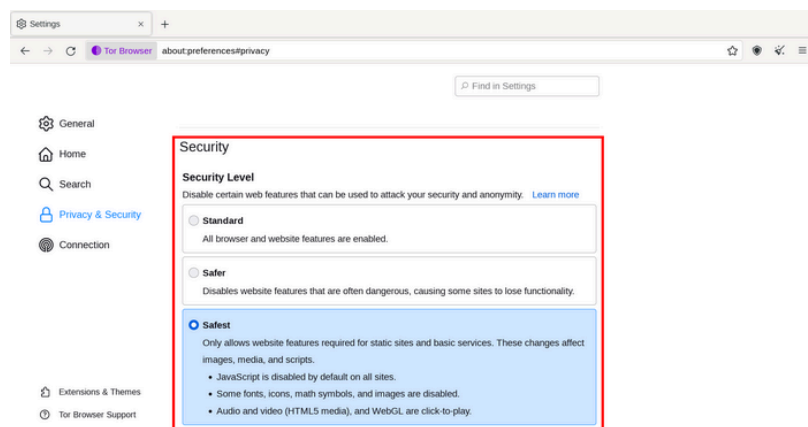 Settings
Tor Browser about:preferences#privacy
Find in Settings
General
Home
Search
Privacy & Security
Connection
Extensions & Themes
Tor Browser Support
Security
Security Level
Disable certain web features that can be used to attack your security and anonymity. Learn more
Standard
All browser and website features are enabled.
Safer
Disables website features that are often dangerous, causing some sites to lose functionality.
Safest
Only allows website features required for static sites and basic services. These changes affect
images, media, and scripts.
• JavaScript is disabled by default on all sites.
• Some fonts, icons, math symbols, and images are disabled.
• Audio and video (HTML5 media), and WebGL are click-to-play.